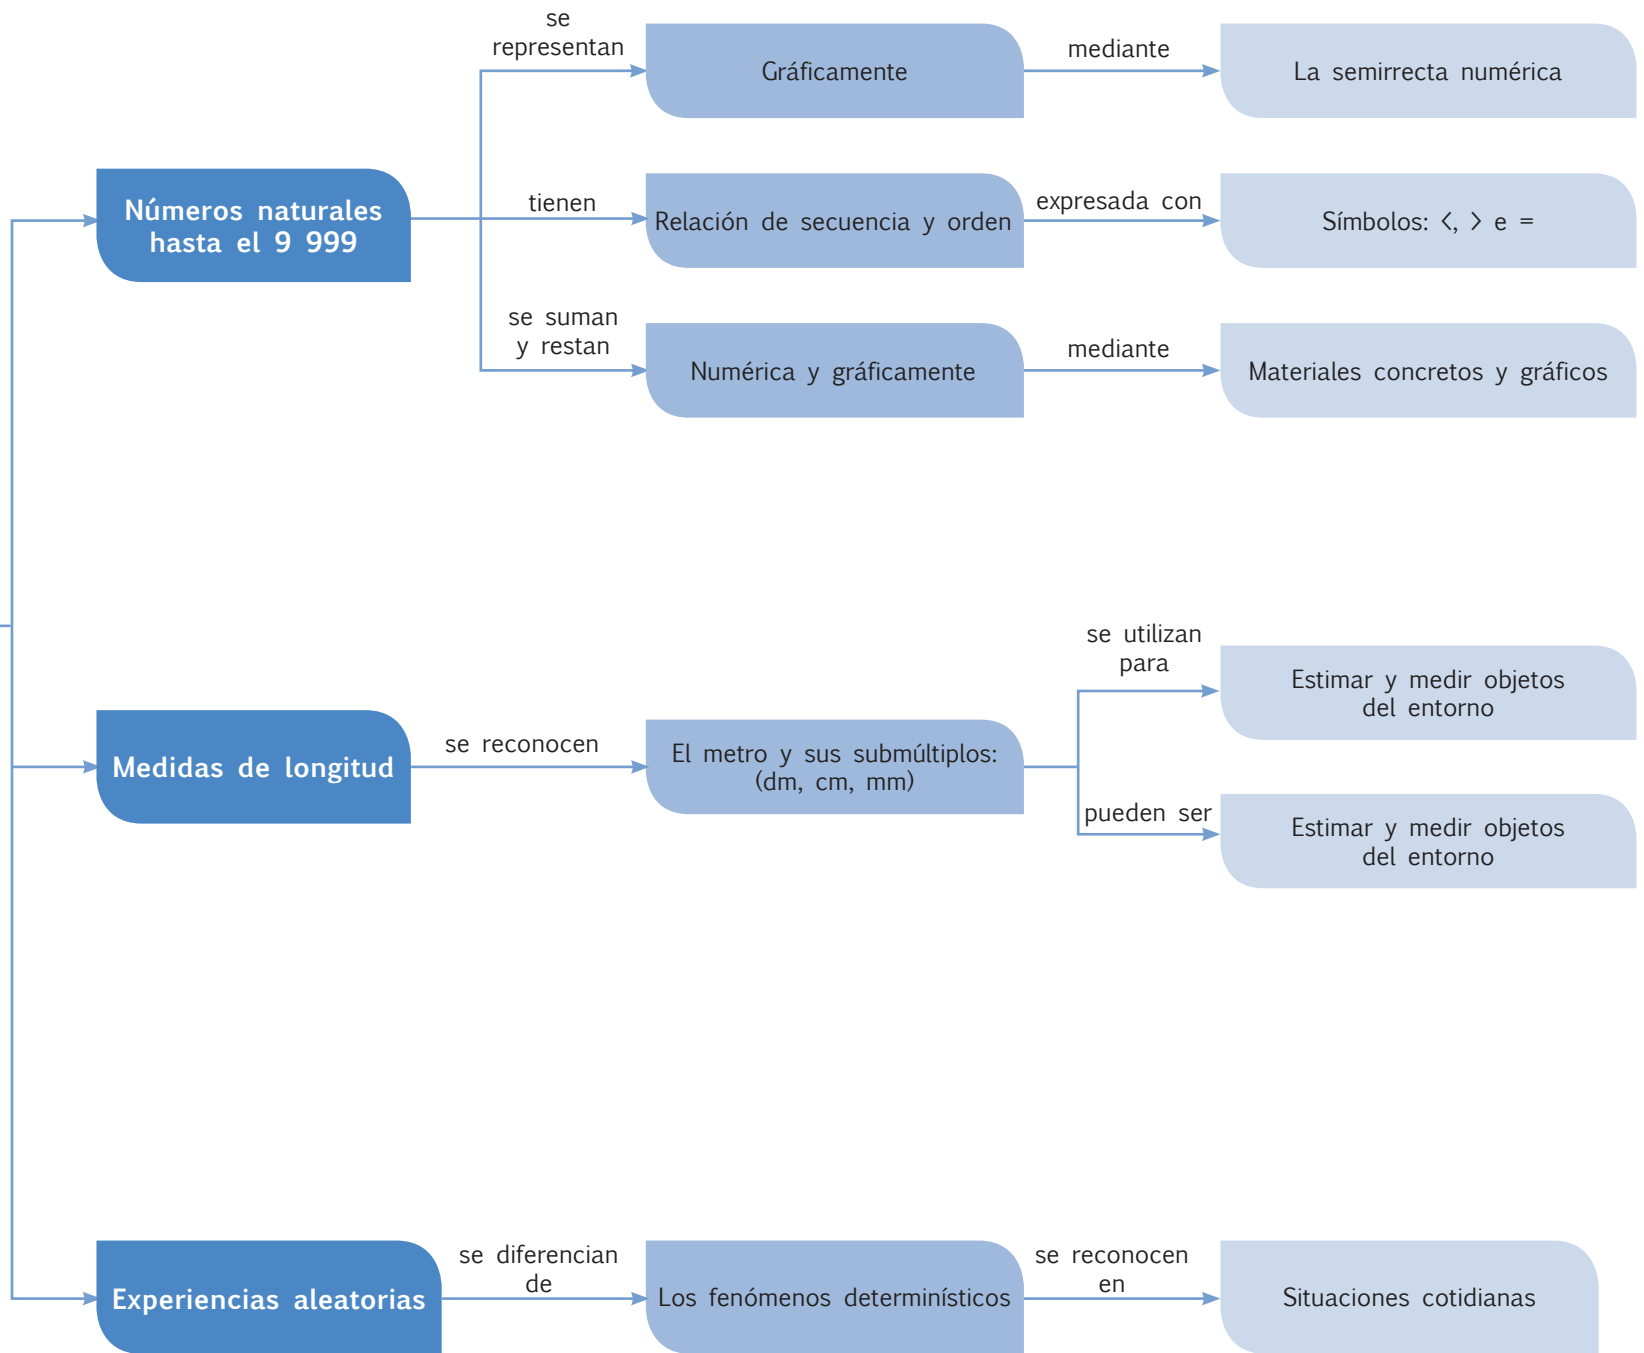 se
representan
Gráficamente
mediante
La semirrecta numérica
Números naturales
hasta el 9 999
tienen
Relación de secuencia y orden
expresada con
Símbolos: <, > e =
se suman
y restan
Numérica y gráficamente
mediante
Materiales concretos y gráficos
Medidas de longitud
se reconocen
El metro y sus submúltiplos:
(dm, cm, mm)
se utilizan
para
Estimar y medir objetos
del entorno
pueden ser
Estimar y medir objetos
del entorno
Experiencias aleatorias
se diferencian
de
Los fenómenos determinísticos
se reconocen
en
Situaciones cotidianas